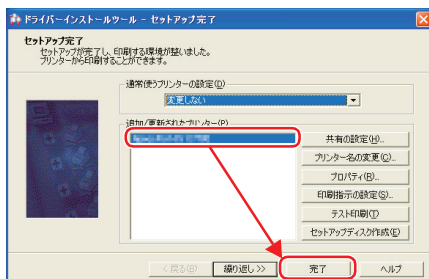 ドライバーインストールツール - セットアップ完了
セットアップ完了
セットアップが完了し、印刷する環境が整いました。
プリンターから印刷することができます。
通常使うプリンターの設定(D)
変更しない
追加/更新されたプリンター(P)
共有の設定(H)...
プリンター名の変更(C)...
プロパティ(B)...
印刷指示の設定(S)...
テスト印刷(T)
セットアップディスク作成(E)
< 戻る(B)
繰り返し >>
完了
ヘルプ